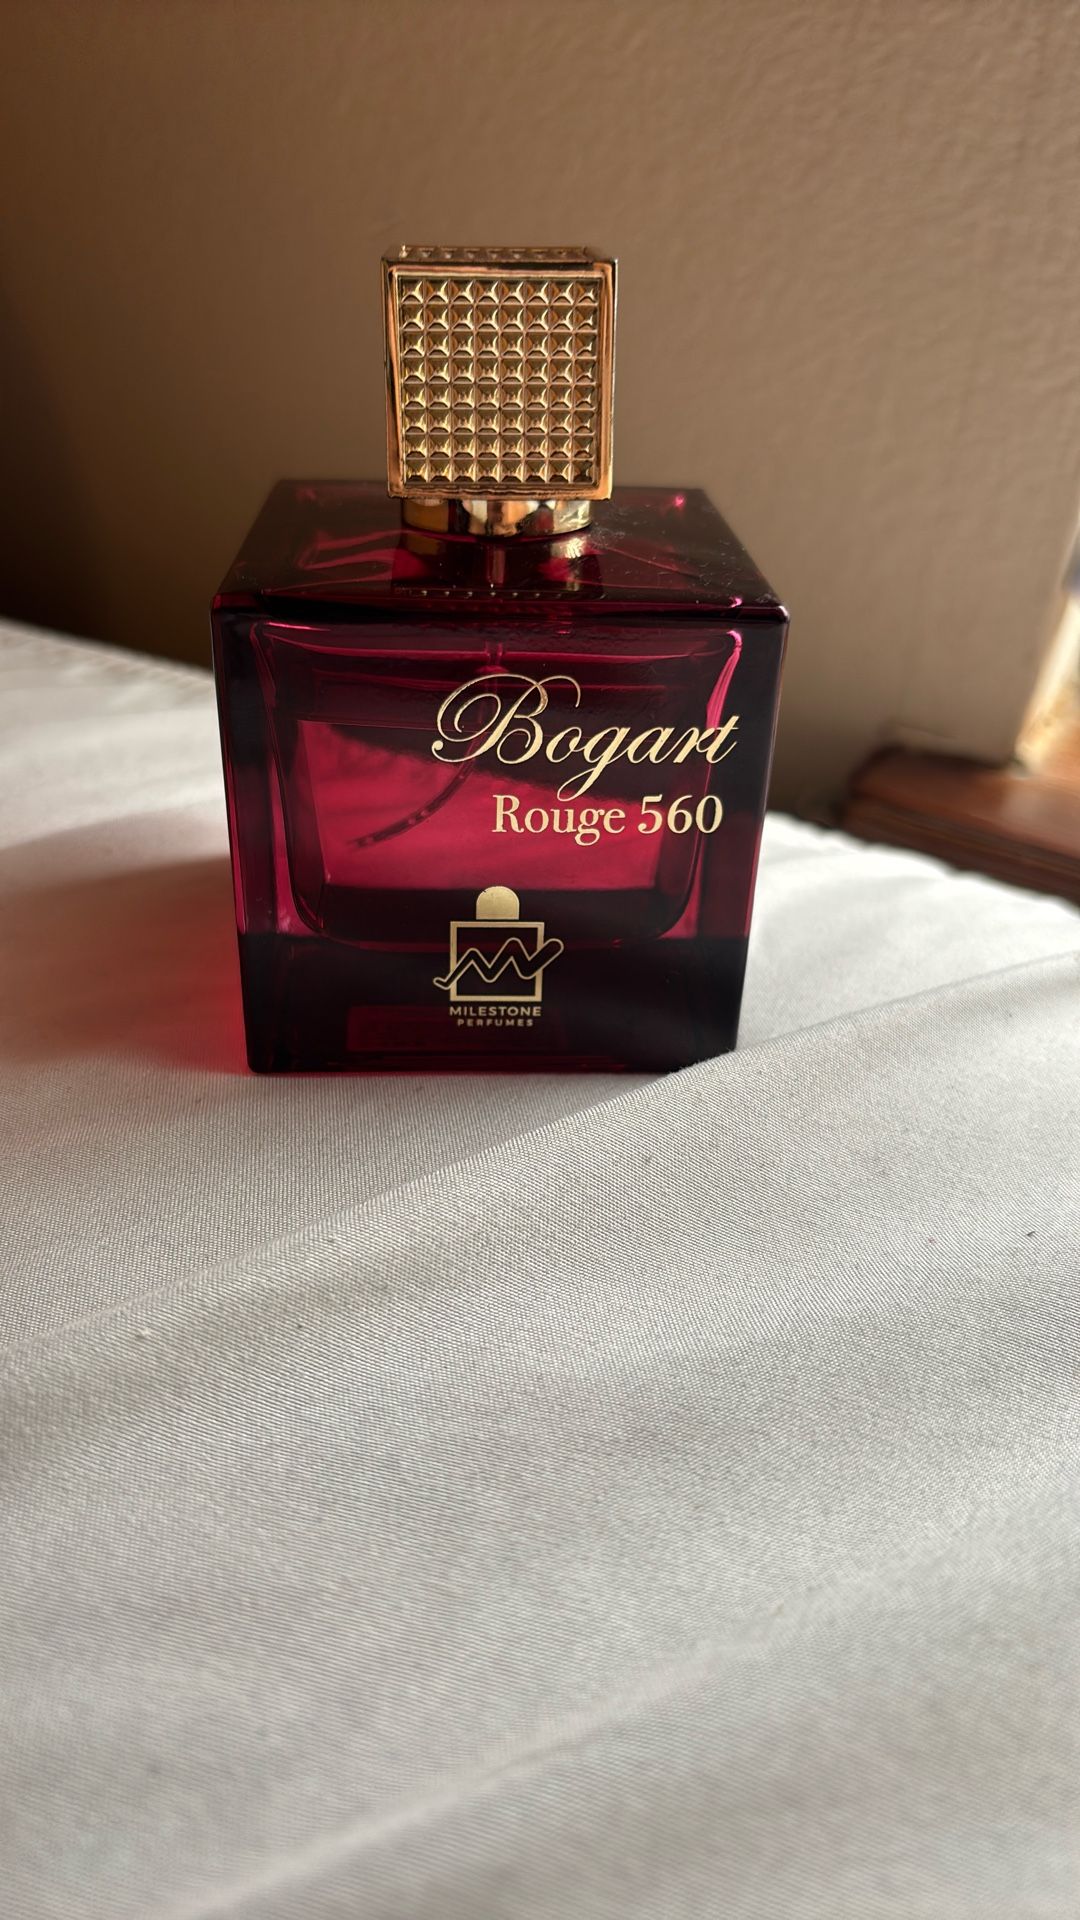 Bogart
Rouge 560
MILESTONE
PERFUMES